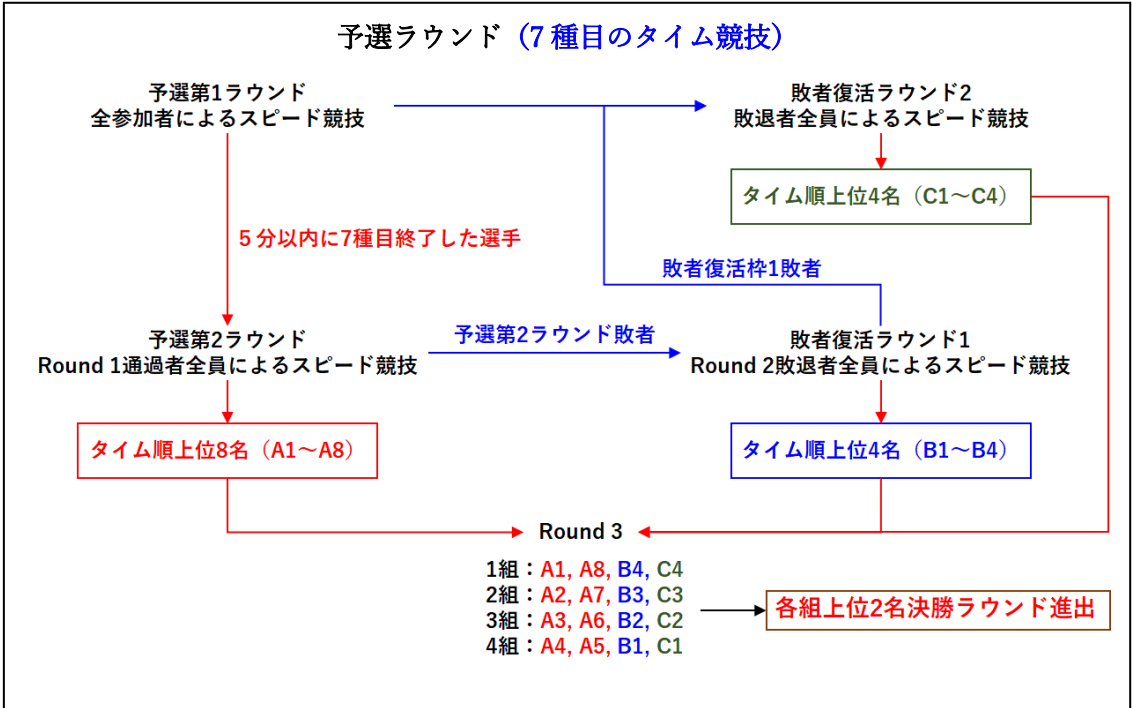 予選ラウンド（7種目のタイム競技）
予選第1ラウンド
全参加者によるスピード競技
敗者復活ラウンド2
敗退者全員によるスピード競技
タイム順上位4名（C1～C4）
5分以内に7種目終了した選手
敗者復活枠1敗者
予選第2ラウンド
Round 1通過者全員によるスピード競技
予選第2ラウンド敗者
敗者復活ラウンド1
Round 2敗退者全員によるスピード競技
タイム順上位8名（A1～A8）
タイム順上位4名（B1～B4）
Round 3
1組：A1, A8, B4, C4
2組：A2, A7, B3, C3
3組：A3, A6, B2, C2
4組：A4, A5, B1, C1
各組上位2名決勝ラウンド進出